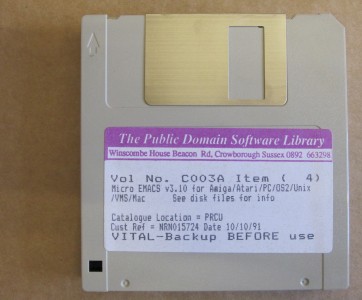 The Public Domain Software Library
Winscombe House Beacon Rd, Crowborough Sussex 0892 663298
Vol No. C003A Item ( 4)
Micro EMACS v3.10 for Amiga/Atari/PC/OS2/Unix
/VMS/Mac See disk files for info
Catalogue Location = PRCU
Cust Ref = NRN015724 Date 10/10/91
VITAL-Backup BEFORE use